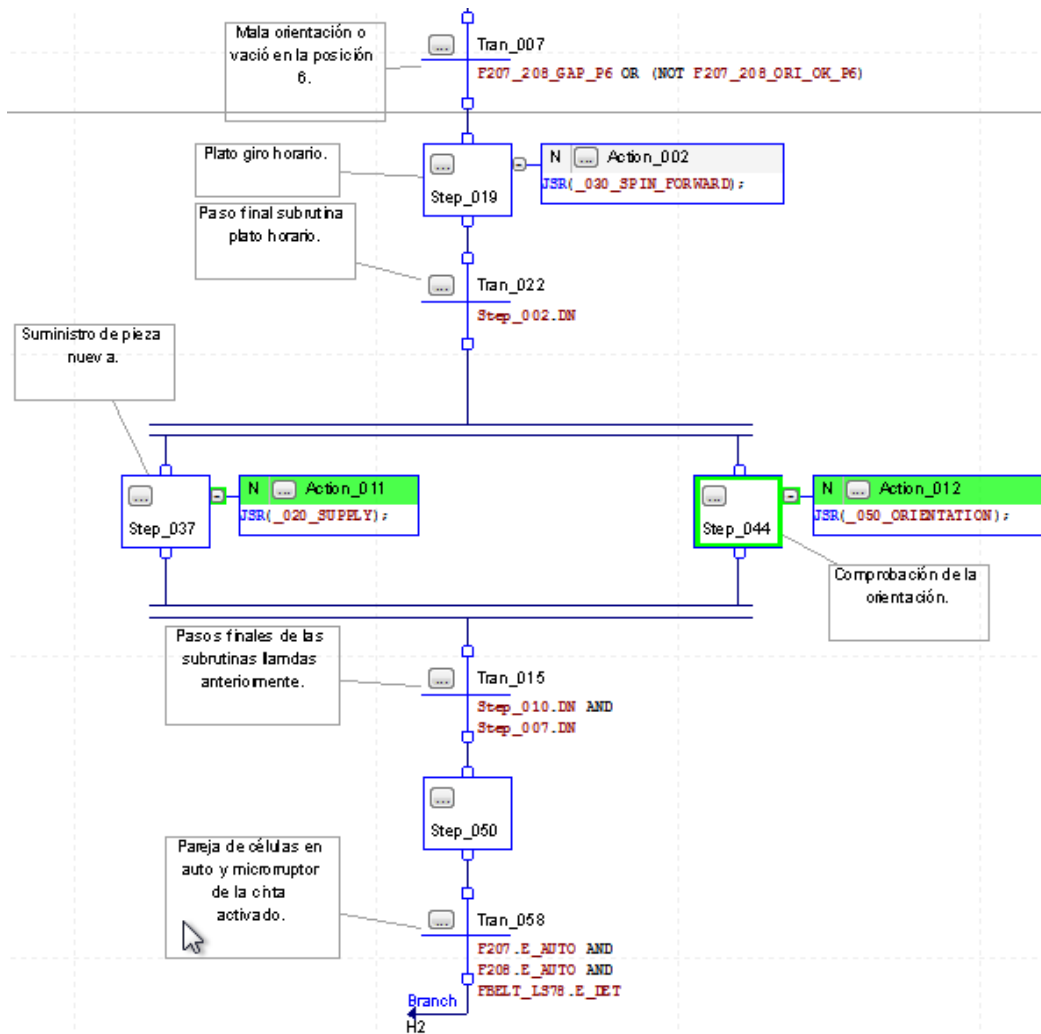 Mala orientación o
vació en la posición
6.
...
Tran_007
F207_208_GAP_P6 OR (NOT F207_208_ORI_OK_P6)
Plato giro horario.
...
Step_019
N ... Action_002
JSR(_030_SPIN_FORWARD);
Paso final subrutina
plato horario.
...
Tran_022
Step_002.DN
Suministro de pieza
nuev a.
...
Step_037
N ... Action_011
JSR(_020_SUPPLY);
...
Step_044
N ... Action_012
JSR(_050_ORIENTATION);
Comprobación de la
orientación.
Pasos finales de las
subrutinas llamdas
anteriormente.
...
Tran_015
Step_010.DN AND
Step_007.DN
...
Step_050
Pareja de células en
auto y microrruptor
de la cinta
activado.
...
Tran_058
F207.E_AUTO AND
F208.E_AUTO AND
FBELT_LS78.E_DET
Branch
H2